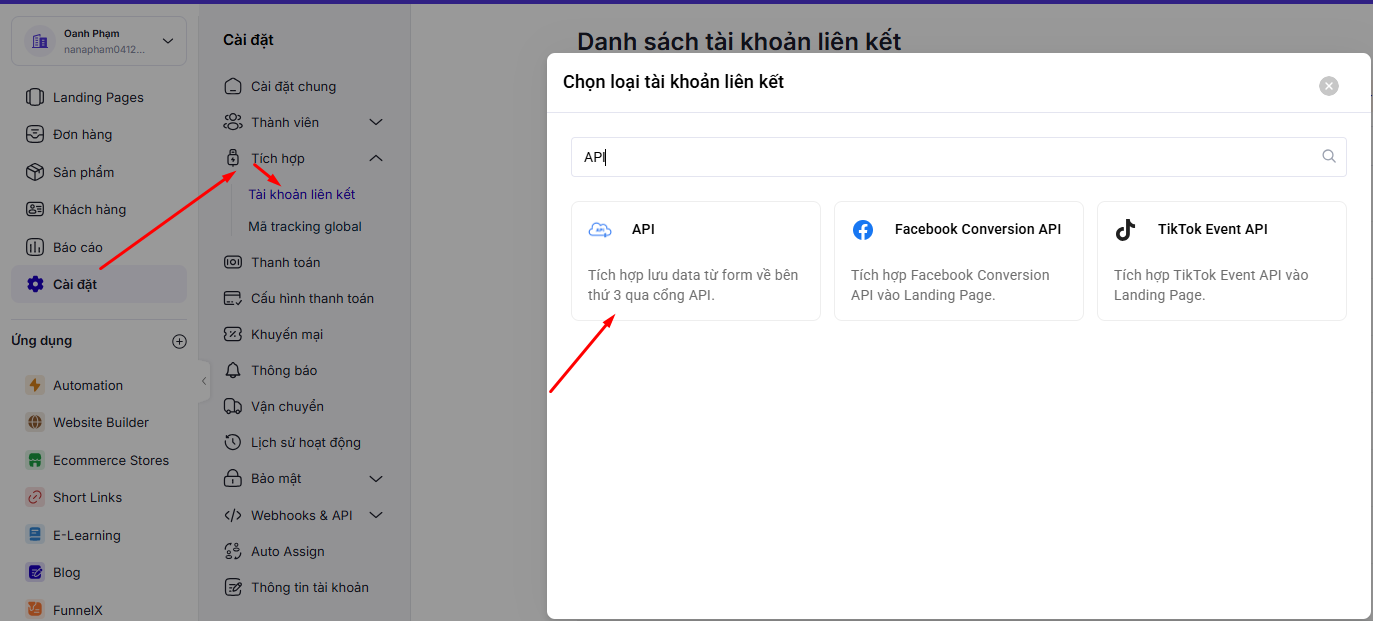 Oanh Phạm
nanapham0412...
Landing Pages
Đơn hàng
Sản phẩm
Khách hàng
Báo cáo
Cài đặt
Ứng dụng
Automation
Website Builder
Ecommerce Stores
Short Links
E-Learning
Blog
FunnelX
Cài đặt
Cài đặt chung
Thành viên
Tích hợp
Tài khoản liên kết
Mã tracking global
Thanh toán
Cấu hình thanh toán
Khuyến mại
Thông báo
Vận chuyển
Lịch sử hoạt động
Bảo mật
Webhooks & API
Auto Assign
Thông tin tài khoản
Danh sách tài khoản liên kết
Chọn loại tài khoản liên kết
API
API
Tích hợp lưu data từ form về bên
thứ 3 qua cổng API.
Facebook Conversion API
Tích hợp Facebook Conversion
API vào Landing Page.
TikTok Event API
Tích hợp TikTok Event API vào
Landing Page.